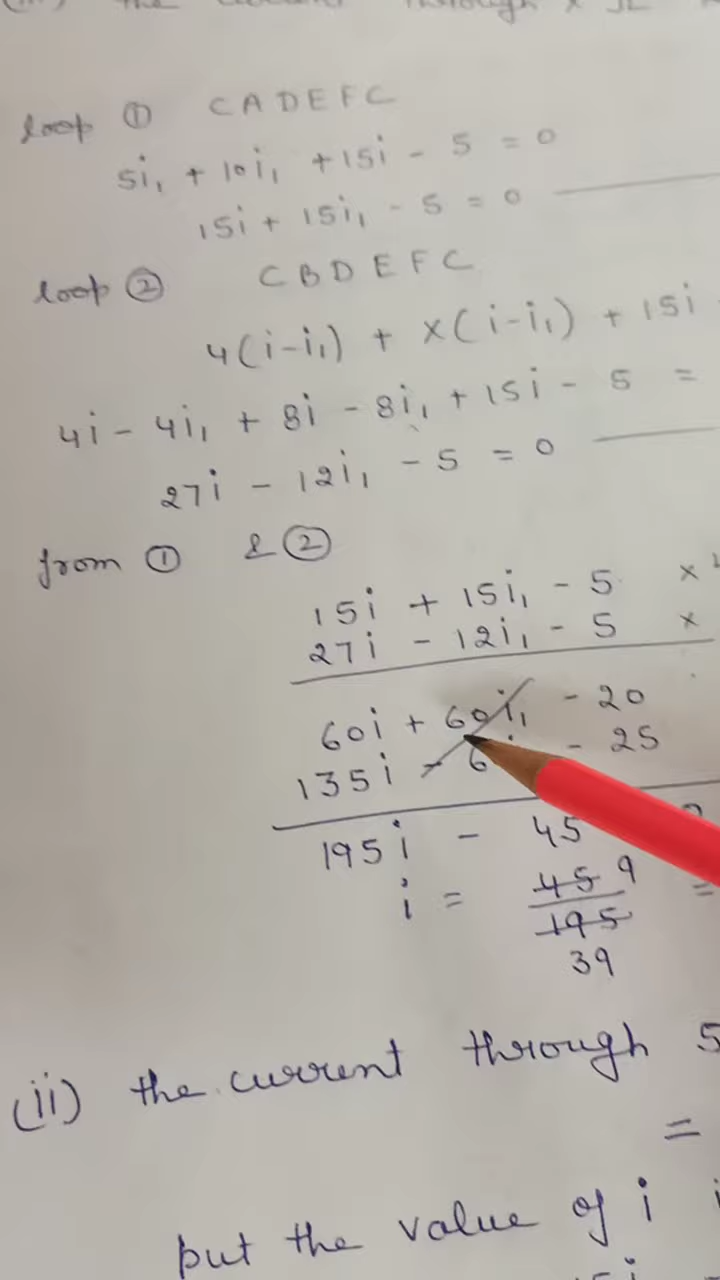 the current through x Ω
loop ① C A D E F C
5i₁ + 10i₁ + 15i - 5 = 0
15i + 15i₁ - 5 = 0
loop ② C B D E F C
4(i-i₁) + x(i-i₁) + 15i
4i - 4i₁ + 8i - 8i₁ + 15i - 5 =
27i - 12i₁ - 5 = 0
from ① & ②
15i + 15i₁ - 5 ×
27i - 12i₁ - 5 ×
60i + 60i₁ - 20
135i - 6 - 25
195i - 45
i = 45 9 =
195
39
(ii) the current through 5
=
put the value of i